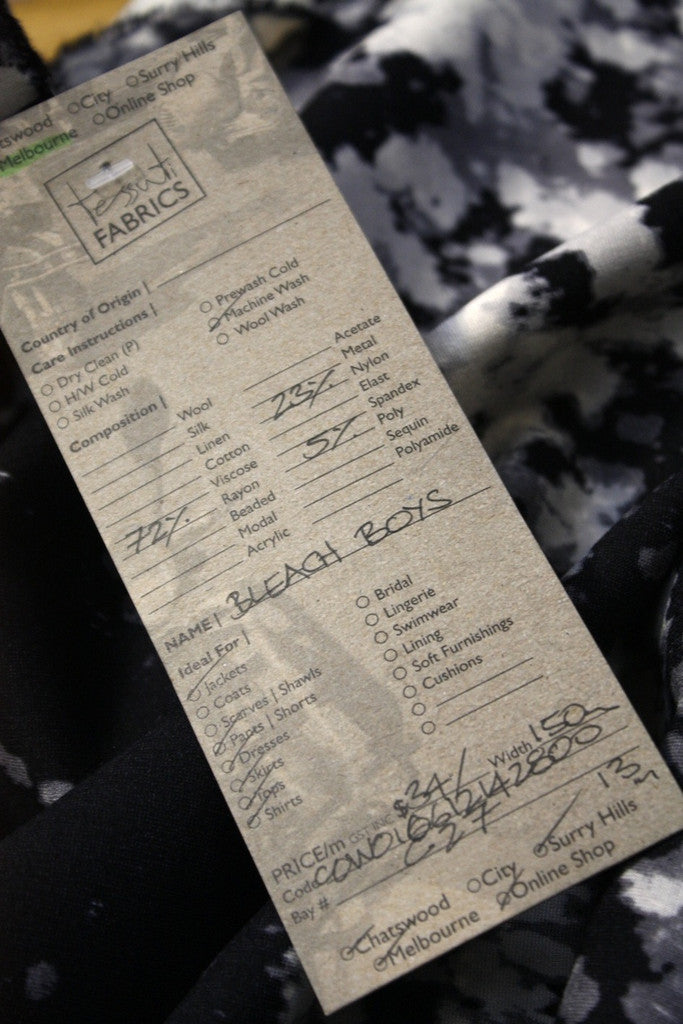 ○City ○Surry Hills
Melbourne ○Online Shop
tessuti
FABRICS
Country of Origin |
Care Instructions |
○ Dry Clean (P)
○ H/W Cold
○ Silk Wash
○ Prewash Cold
○ Machine Wash
○ Wool Wash
Composition |
Wool
Silk
Linen
Cotton
Viscose
72% Rayon
Beaded
Modal
Acrylic
Acetate
Metal
23% Nylon
Elast
5% Spandex
Poly
Sequin
Polyamide
NAME | BLEACH BOYS
Ideal For |
○ Jackets
○ Coats
○ Scarves | Shawls
○ Pants | Shorts
○ Dresses
○ Skirts
○ Tops
○ Shirts
○ Bridal
○ Lingerie
○ Swimwear
○ Lining
○ Soft Furnishings
○ Cushions
○
○
PRICE/m GST INC $34/ Width 150
Code
Bay # C27 13m
○Chatswood ○City ○Surry Hills
○Melbourne ○Online Shop